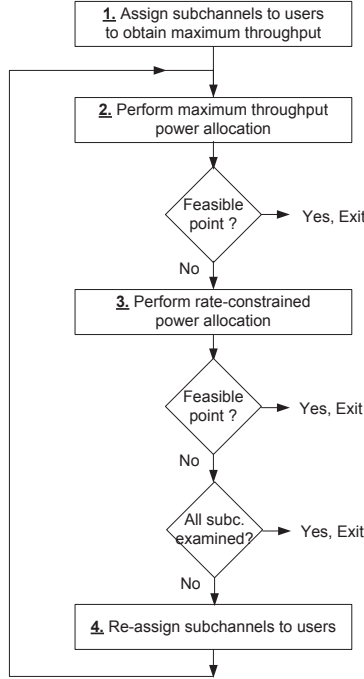 1. Assign subchannels to users
to obtain maximum throughput
2. Perform maximum throughput
power allocation
Feasible
point ?
Yes, Exit
No
3. Perform rate-constrained
power allocation
Feasible
point ?
Yes, Exit
No
All subc.
examined?
Yes, Exit
No
4. Re-assign subchannels to users